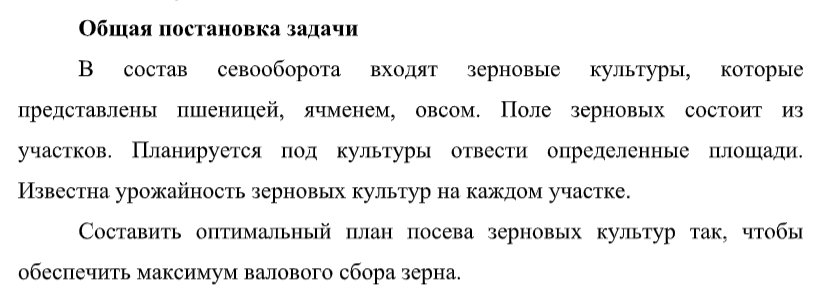 Общая постановка задачи
В состав севооборота входят зерновые культуры, которые
представлены пшеницей, ячменем, овсом. Поле зерновых состоит из
участков. Планируется под культуры отвести определенные площади.
Известна урожайность зерновых культур на каждом участке.
Составить оптимальный план посева зерновых культур так, чтобы
обеспечить максимум валового сбора зерна.